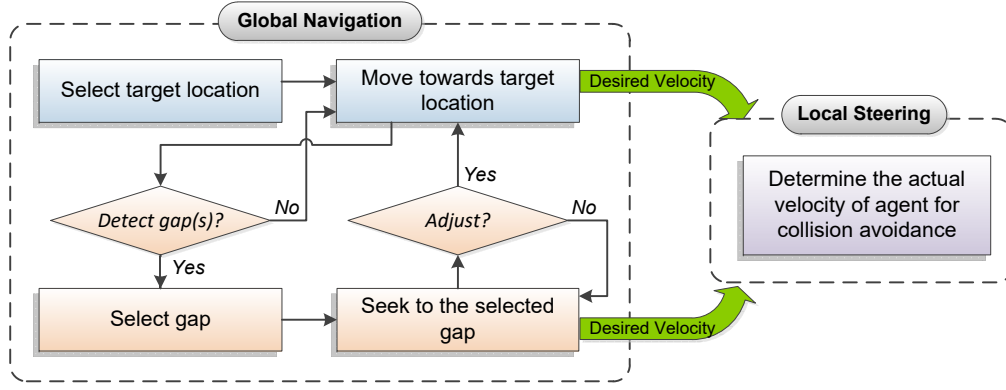 Global Navigation
Select target location
Move towards target
location
Desired Velocity
Local Steering
Determine the actual
velocity of agent for
collision avoidance
Detect gap(s)?
No
Yes
Adjust?
Yes
No
Select gap
Seek to the selected
gap
Desired Velocity